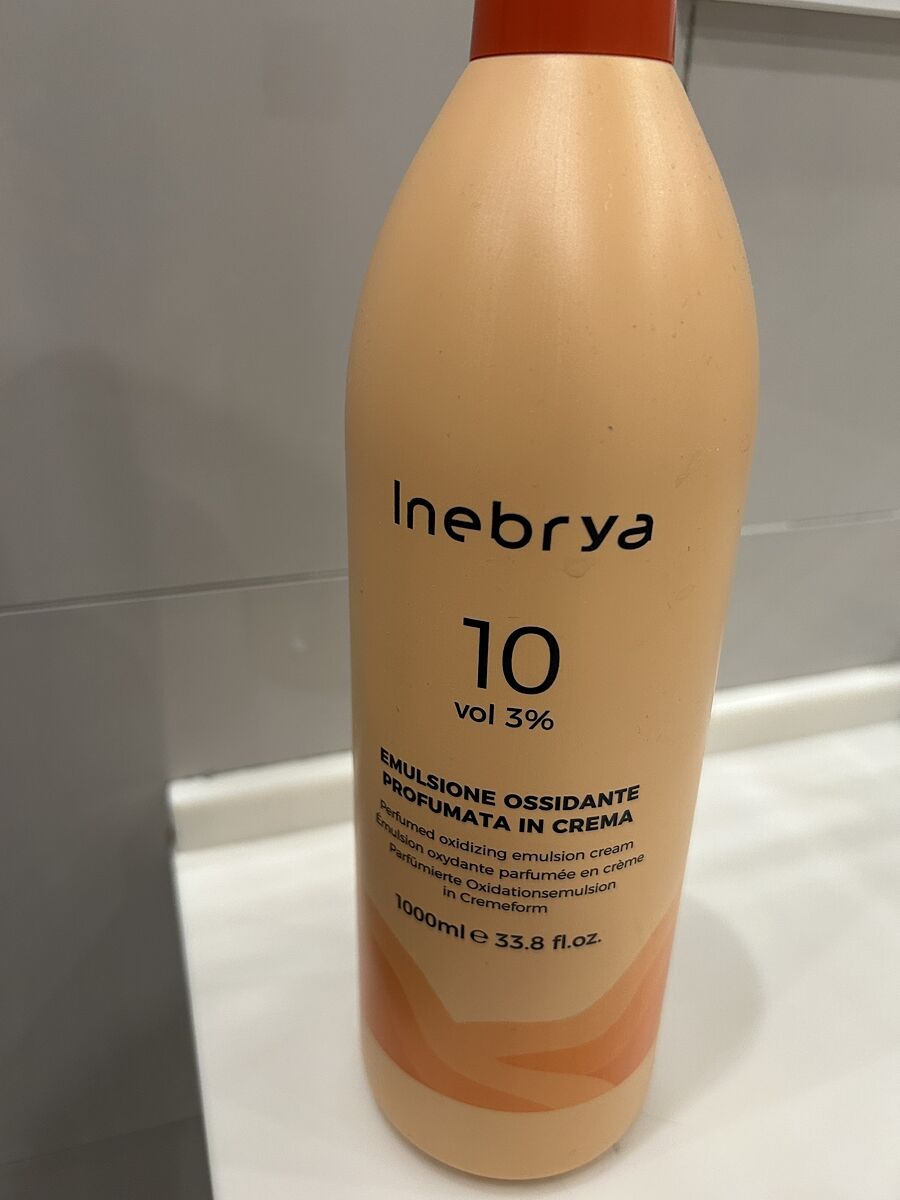 Inebrya
10
vol 3%
EMULSIONE OSSIDANTE
PROFUMATA IN CREMA
Perfumed oxidizing emulsion cream
Émulsion oxydante parfumée en crème
Parfümierte Oxidationsemulsion
in Cremeform
1000ml ℮ 33.8 fl.oz.